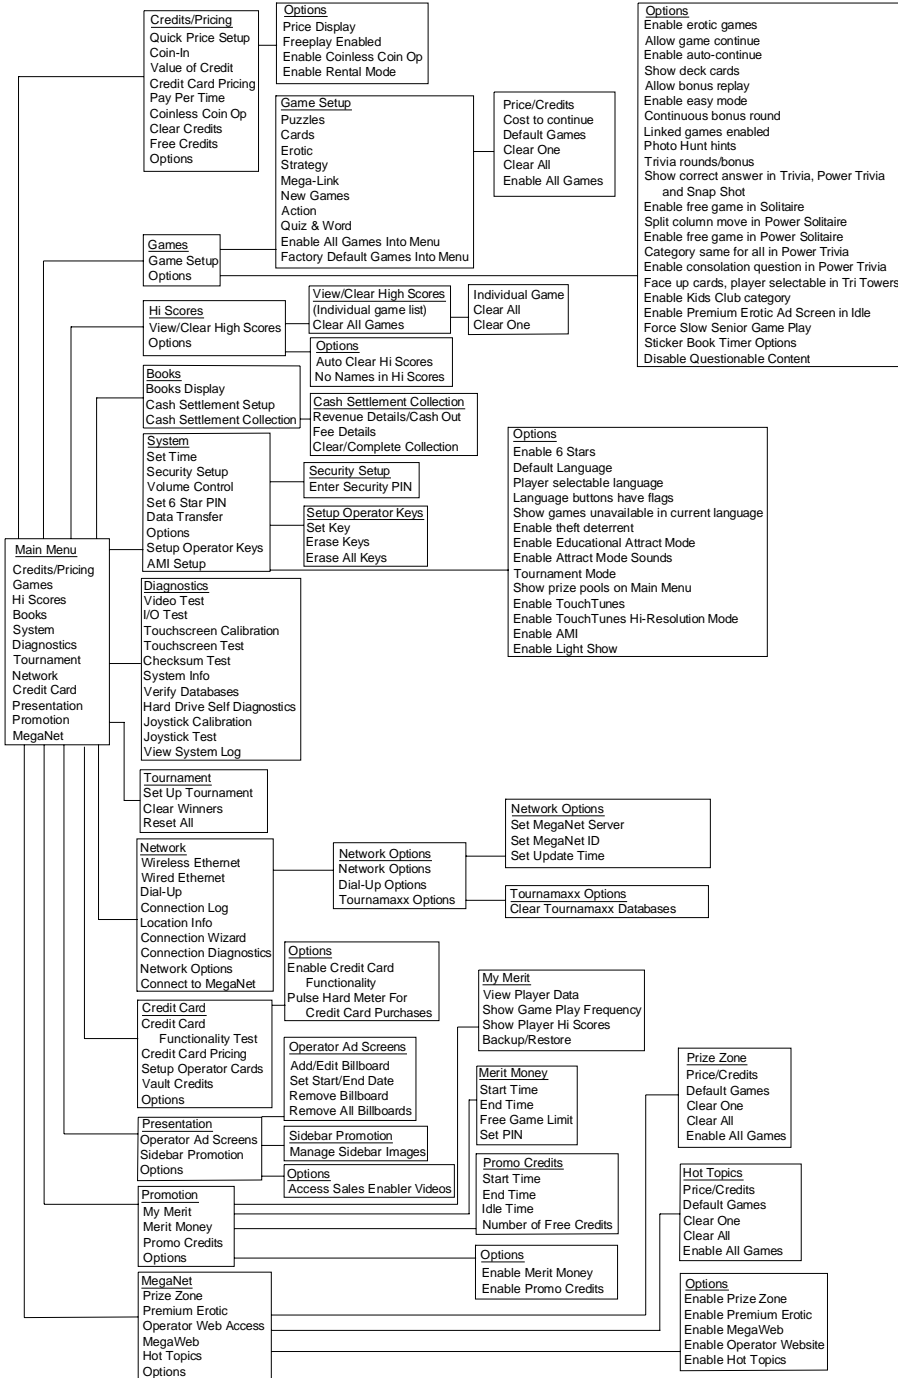 Credits/Pricing
Quick Price Setup
Coin-In
Value of Credit
Credit Card Pricing
Pay Per Time
Coinless Coin Op
Clear Credits
Free Credits
Options
Options
Price Display
Freeplay Enabled
Enable Coinless Coin Op
Enable Rental Mode
Game Setup
Puzzles
Cards
Erotic
Strategy
Mega-Link
New Games
Action
Quiz & Word
Enable All Games Into Menu
Factory Default Games Into Menu
Price/Credits
Cost to continue
Default Games
Clear One
Clear All
Enable All Games
Options
Enable erotic games
Allow game continue
Enable auto-continue
Show deck cards
Allow bonus replay
Enable easy mode
Continuous bonus round
Linked games enabled
Photo Hunt hints
Trivia rounds/bonus
Show correct answer in Trivia, Power Trivia
and Snap Shot
Enable free game in Solitaire
Split column move in Power Solitaire
Enable free game in Power Solitaire
Category same for all in Power Trivia
Enable consolation question in Power Trivia
Face up cards, player selectable in Tri Towers
Enable Kids Club category
Enable Premium Erotic Ad Screen in Idle
Force Slow Senior Game Play
Sticker Book Timer Options
Disable Questionable Content
Games
Game Setup
Options
Hi Scores
View/Clear High Scores
Options
View/Clear High Scores
(Individual game list)
Clear All Games
Individual Game
Clear All
Clear One
Options
Auto Clear Hi Scores
No Names in Hi Scores
Books
Books Display
Cash Settlement Setup
Cash Settlement Collection
Cash Settlement Collection
Revenue Details/Cash Out
Fee Details
Clear/Complete Collection
System
Set Time
Security Setup
Volume Control
Set 6 Star PIN
Data Transfer
Options
Setup Operator Keys
AMI Setup
Security Setup
Enter Security PIN
Setup Operator Keys
Set Key
Erase Keys
Erase All Keys
Options
Enable 6 Stars
Default Language
Player selectable language
Language buttons have flags
Show games unavailable in current language
Enable theft deterrent
Enable Educational Attract Mode
Enable Attract Mode Sounds
Tournament Mode
Show prize pools on Main Menu
Enable TouchTunes
Enable TouchTunes Hi-Resolution Mode
Enable AMI
Enable Light Show
Main Menu
Credits/Pricing
Games
Hi Scores
Books
System
Diagnostics
Tournament
Network
Credit Card
Presentation
Promotion
MegaNet
Diagnostics
Video Test
I/O Test
Touchscreen Calibration
Touchscreen Test
Checksum Test
System Info
Verify Databases
Hard Drive Self Diagnostics
Joystick Calibration
Joystick Test
View System Log
Tournament
Set Up Tournament
Clear Winners
Reset All
Network
Wireless Ethernet
Wired Ethernet
Dial-Up
Connection Log
Location Info
Connection Wizard
Connection Diagnostics
Network Options
Connect to MegaNet
Network Options
Network Options
Dial-Up Options
Tournamaxx Options
Network Options
Set MegaNet Server
Set MegaNet ID
Set Update Time
Tournamaxx Options
Clear Tournamaxx Databases
Credit Card
Credit Card
Functionality Test
Credit Card Pricing
Setup Operator Cards
Vault Credits
Options
Options
Enable Credit Card
Functionality
Pulse Hard Meter For
Credit Card Purchases
Presentation
Operator Ad Screens
Sidebar Promotion
Options
Operator Ad Screens
Add/Edit Billboard
Set Start/End Date
Remove Billboard
Remove All Billboards
Sidebar Promotion
Manage Sidebar Images
Options
Access Sales Enabler Videos
Promotion
My Merit
Merit Money
Promo Credits
Options
My Merit
View Player Data
Show Game Play Frequency
Show Player Hi Scores
Backup/Restore
Merit Money
Start Time
End Time
Free Game Limit
Set PIN
Promo Credits
Start Time
End Time
Idle Time
Number of Free Credits
Options
Enable Merit Money
Enable Promo Credits
MegaNet
Prize Zone
Premium Erotic
Operator Web Access
MegaWeb
Hot Topics
Options
Prize Zone
Price/Credits
Default Games
Clear One
Clear All
Enable All Games
Hot Topics
Price/Credits
Default Games
Clear One
Clear All
Enable All Games
Options
Enable Prize Zone
Enable Premium Erotic
Enable MegaWeb
Enable Operator Website
Enable Hot Topics